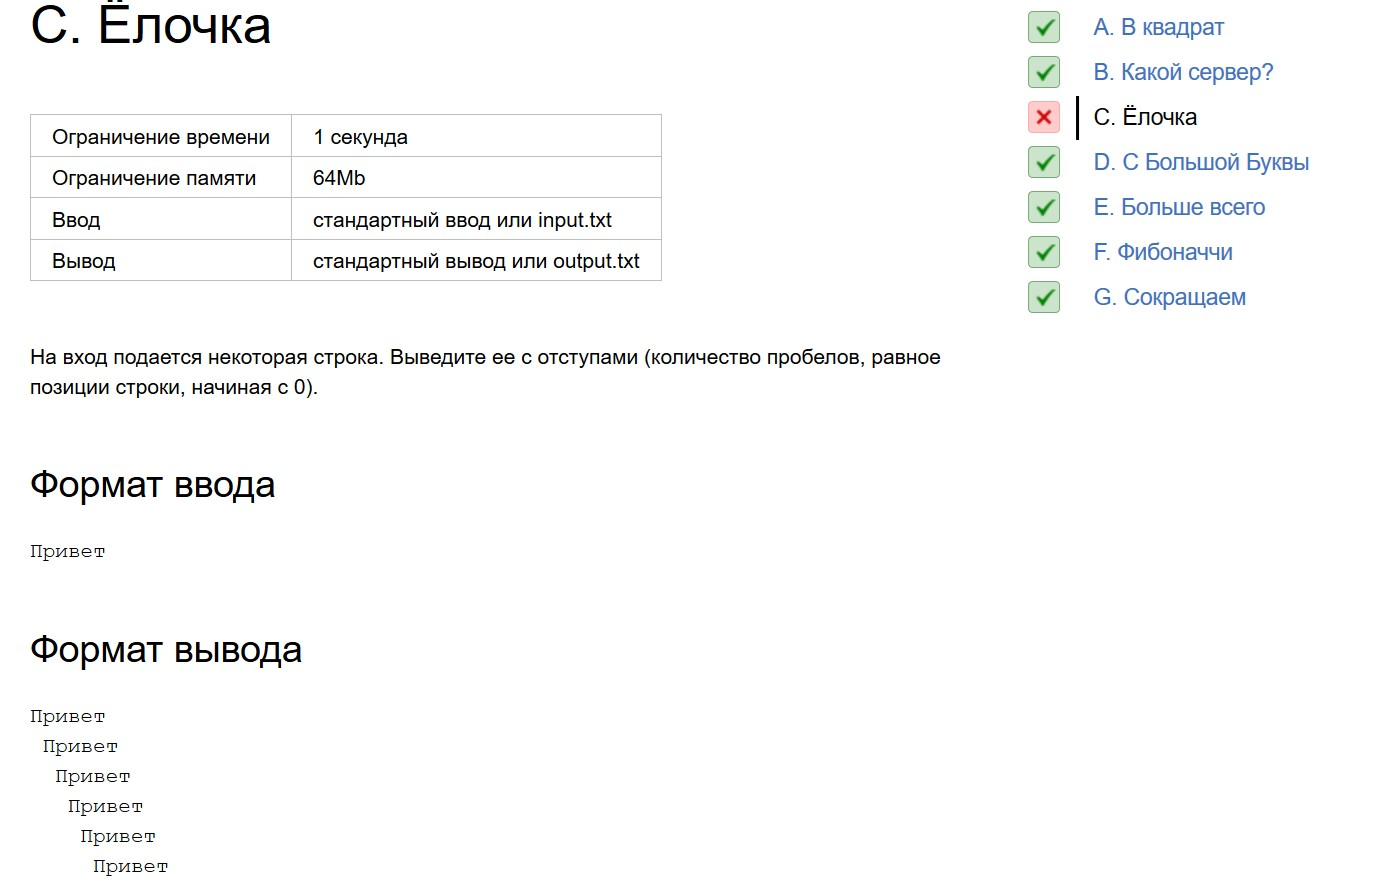 C. Ёлочка
Ограничение времени 1 секунда
Ограничение памяти 64Mb
Ввод стандартный ввод или input.txt
Вывод стандартный вывод или output.txt
На вход подается некоторая строка. Выведите ее с отступами (количество пробелов, равное
позиции строки, начиная с 0).
Формат ввода
Привет
Формат вывода
Привет
Привет
Привет
Привет
Привет
Привет
A. В квадрат
B. Какой сервер?
C. Ёлочка
D. С Большой Буквы
E. Больше всего
F. Фибоначчи
G. Сокращаем